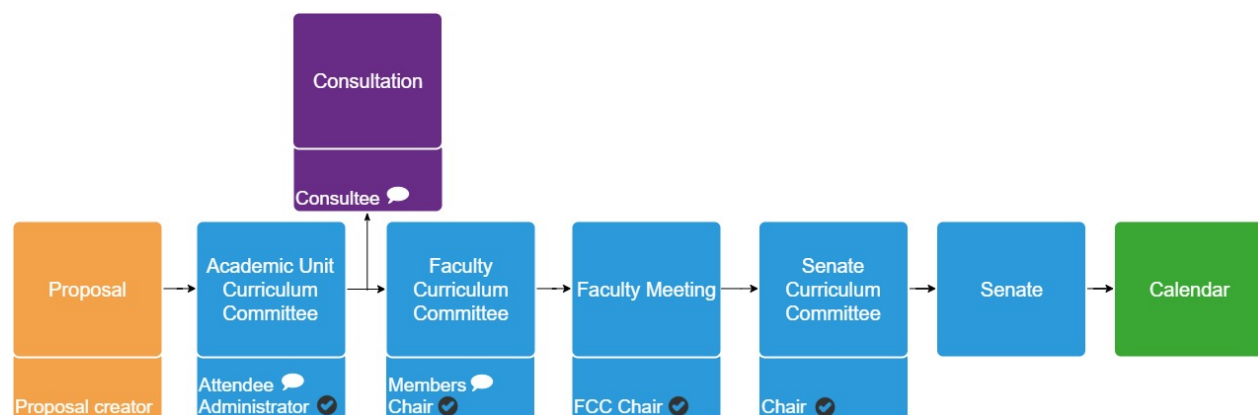 Consultation
Consultee
Proposal
Proposal creator
Academic Unit
Curriculum
Committee
Attendee
Administrator
Faculty
Curriculum
Committee
Members
Chair
Faculty Meeting
FCC Chair
Senate
Curriculum
Committee
Chair
Senate
Calendar